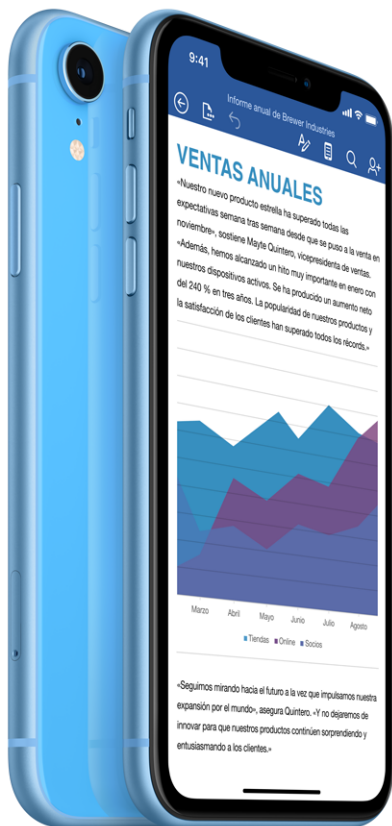 9:41
Informe anual de Brewer Industries
VENTAS ANUALES
«Nuestro nuevo producto estrella ha superado todas las
expectativas semana tras semana desde que se puso a la venta en
noviembre», sostiene Mayte Quintero, vicepresidenta de ventas.
«Además, hemos alcanzado un hito muy importante en enero con
nuestros dispositivos activos. Se ha producido un aumento neto
del 240 % en tres años. La popularidad de nuestros productos y
la satisfacción de los clientes han superado todos los récords.»
Marzo Abril Mayo Junio Julio Agosto
Tiendas Online Socios
«Seguimos mirando hacia el futuro a la vez que impulsamos nuestra
expansión por el mundo», asegura Quintero. «Y no dejaremos de
innovar para que nuestros productos continúen sorprendiendo y
entusiasmando a los clientes.»